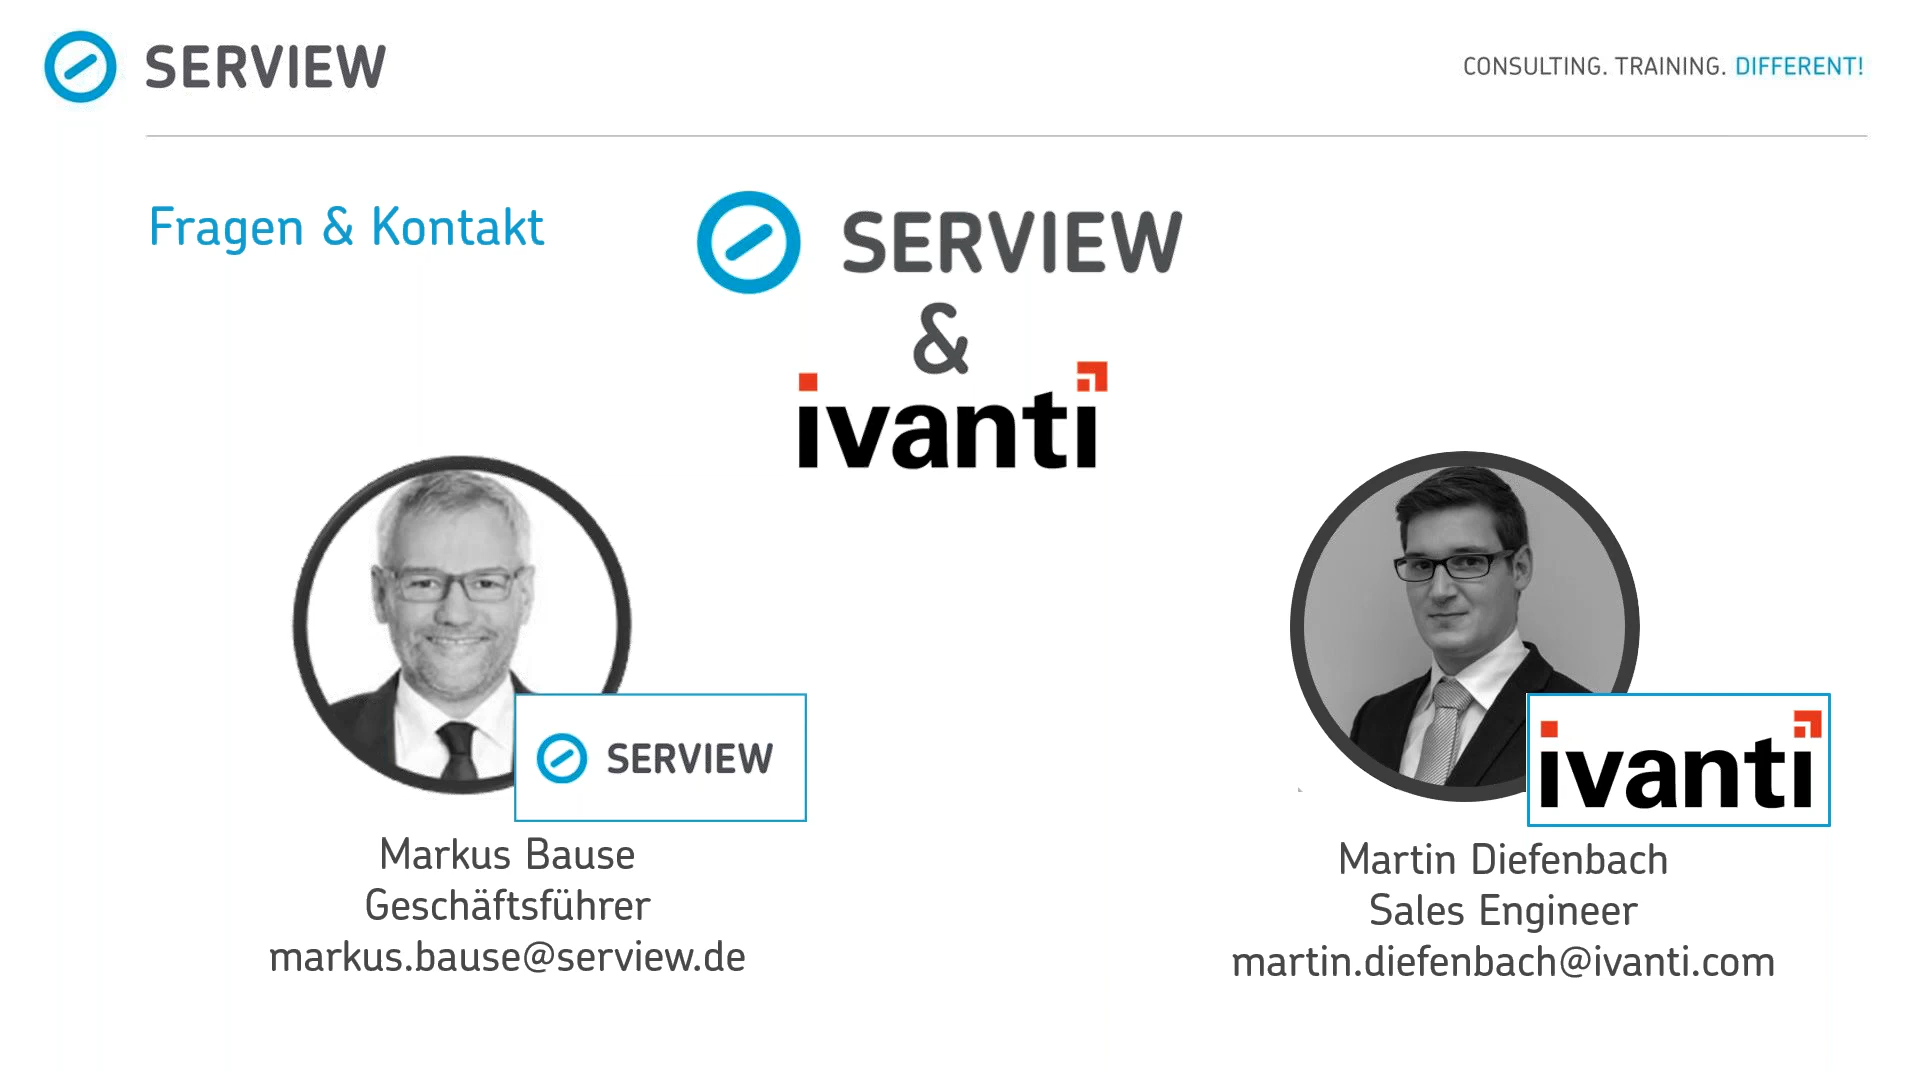 SERVIEW
CONSULTING. TRAINING. DIFFERENT!
Fragen & Kontakt
SERVIEW
&
ivanti
SERVIEW
Markus Bause
Geschäftsführer
markus.bause@serview.de
ivanti
Martin Diefenbach
Sales Engineer
martin.diefenbach@ivanti.com